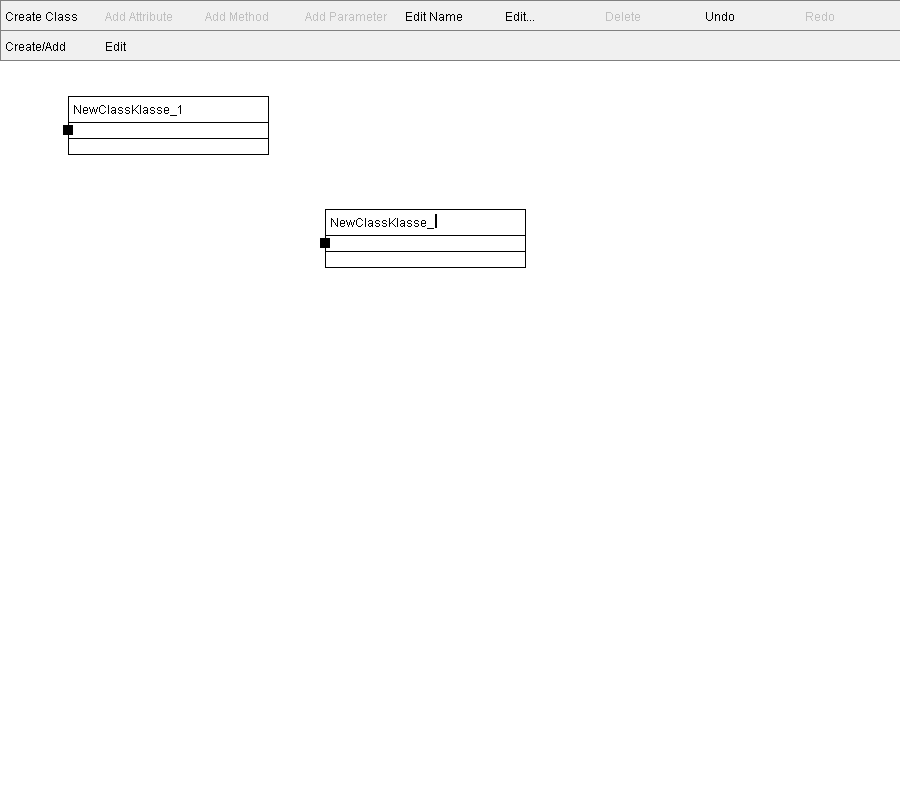 Create Class Add Attribute Add Method Add Parameter Edit Name Edit... Delete Undo Redo
Create/Add Edit
NewClassKlasse_1
NewClassKlasse_